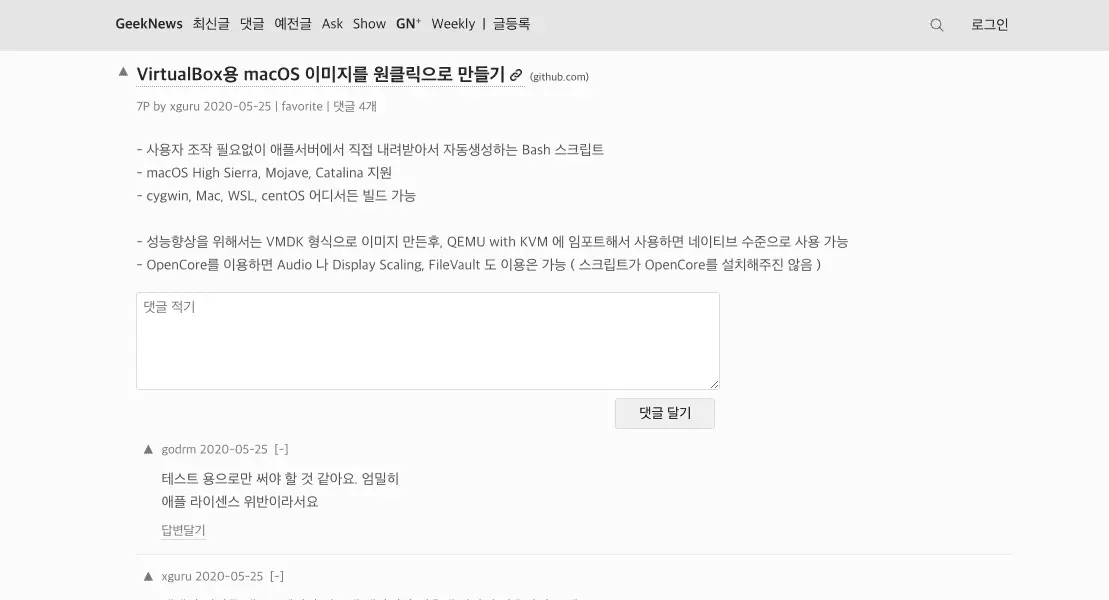 GeekNews 최신글 댓글 예전글 Ask Show GN⁺ Weekly | 글등록 로그인
▲ VirtualBox용 macOS 이미지를 원클릭으로 만들기 (github.com)
7P by xguru 2020-05-25 | favorite | 댓글 4개
- 사용자 조작 필요없이 애플서버에서 직접 내려받아서 자동생성하는 Bash 스크립트
- macOS High Sierra, Mojave, Catalina 지원
- cygwin, Mac, WSL, centOS 어디서든 빌드 가능
- 성능향상을 위해서는 VMDK 형식으로 이미지 만든후, QEMU with KVM 에 임포트해서 사용하면 네이티브 수준으로 사용 가능
- OpenCore를 이용하면 Audio 나 Display Scaling, FileVault 도 이용은 가능 ( 스크립트가 OpenCore를 설치해주진 않음 )
댓글 적기
댓글 달기
▲ godrm 2020-05-25 [-]
테스트 용으로만 써야 할 것 같아요. 엄밀히
애플 라이센스 위반이라서요
답변달기
▲ xguru 2020-05-25 [-]